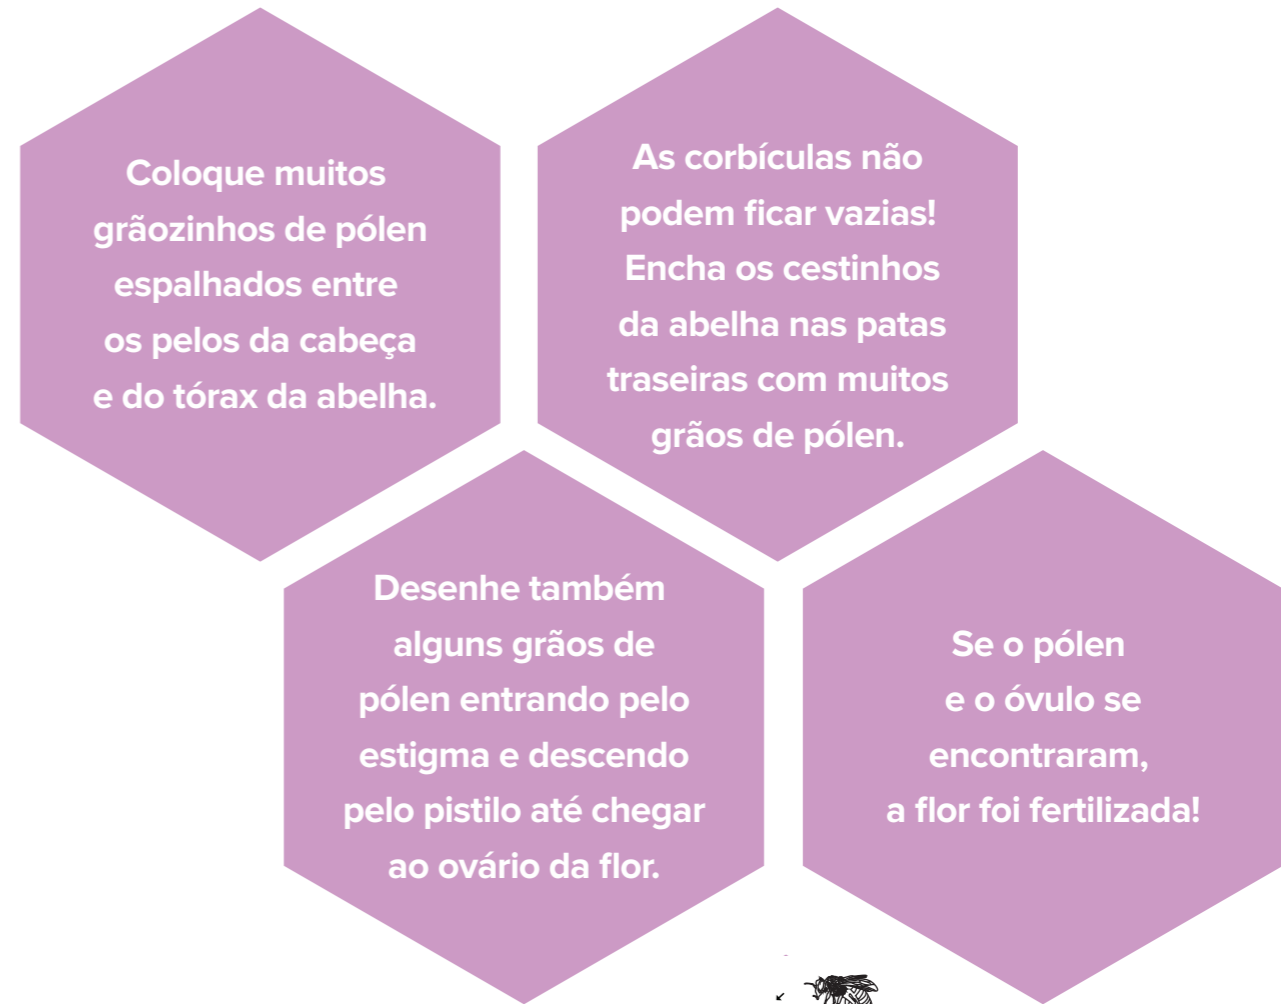 Coloque muitos
grãozinhos de pólen
espalhados entre
os pelos da cabeça
e do tórax da abelha.
As corbículas não
podem ficar vazias!
Encha os cestinhos
da abelha nas patas
traseiras com muitos
grãos de pólen.
Desenhe também
alguns grãos de
pólen entrando pelo
estigma e descendo
pelo pistilo até chegar
ao ovário da flor.
Se o pólen
e o óvulo se
encontraram,
a flor foi fertilizada!